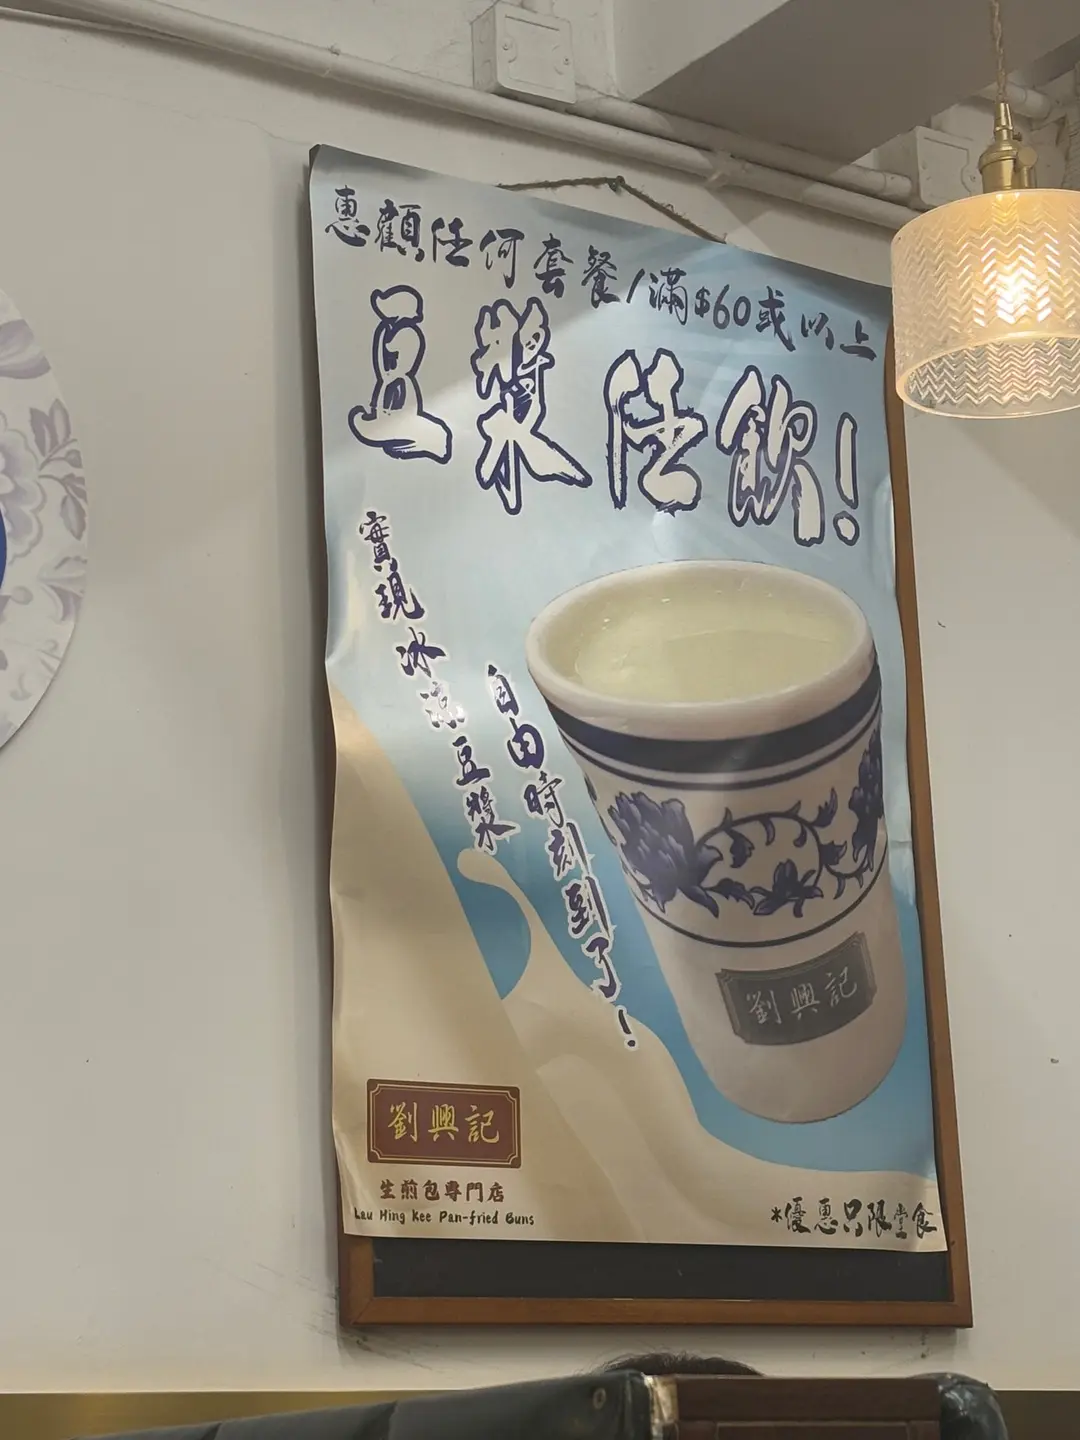 惠顧任何套餐/滿$60或以上
豆漿任飲!
實現冰涼豆漿
自由時刻到了!
劉興記
劉興記
生煎包專門店
Lau Hing Kee Pan-fried Buns
*優惠只限堂食